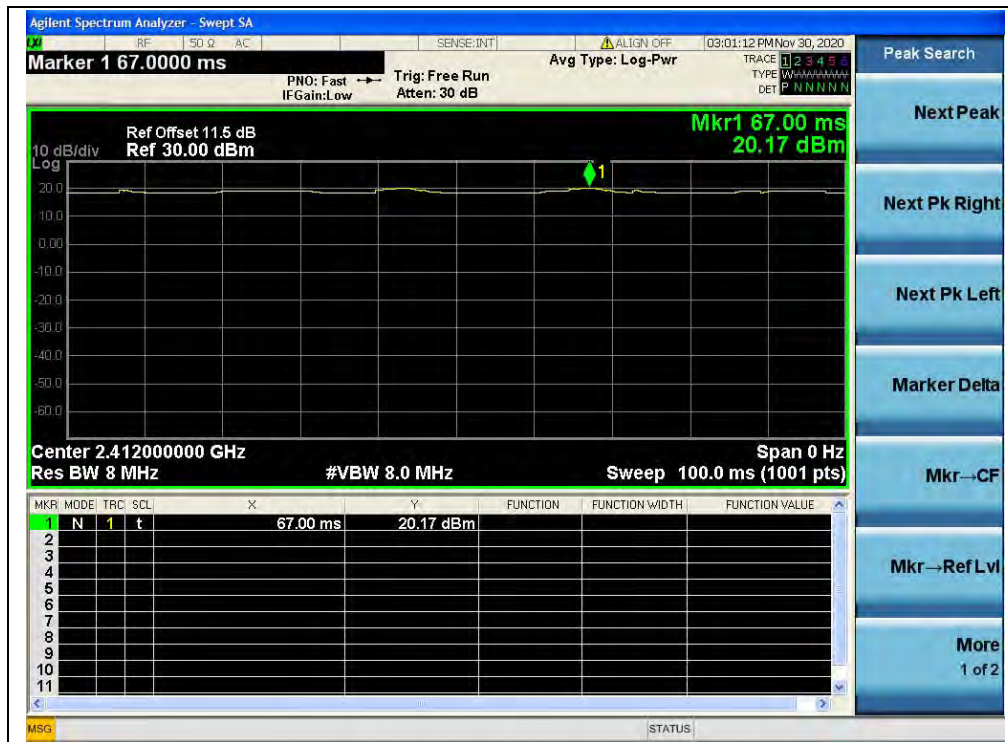 Agilent Spectrum Analyzer - Swept SA
LXI RF 50 Ω AC SENSE:INT ALIGN OFF 03:01:12 PM Nov 30, 2020
Marker 1 67.0000 ms
PNO: Fast
IFGain:Low
Trig: Free Run
Atten: 30 dB
Avg Type: Log-Pwr
TRACE 1 2 3 4 5 6
TYPE
DET P N N N N N
Mkr1 67.00 ms
20.17 dBm
Ref Offset 11.5 dB
10 dB/div Ref 30.00 dBm
Log
1
20.0
10.0
0.00
-10.0
-20.0
-30.0
-40.0
-50.0
-60.0
Center 2.412000000 GHz Span 0 Hz
Res BW 8 MHz #VBW 8.0 MHz Sweep 100.0 ms (1001 pts)
MKR MODE TRC SCL X Y FUNCTION FUNCTION WIDTH FUNCTION VALUE
1 N 1 t 67.00 ms 20.17 dBm
2
3
4
5
6
7
8
9
10
11
MSG STATUS
Peak Search
Next Peak
Next Pk Right
Next Pk Left
Marker Delta
Mkr→CF
Mkr→Ref Lvl
More
1 of 2